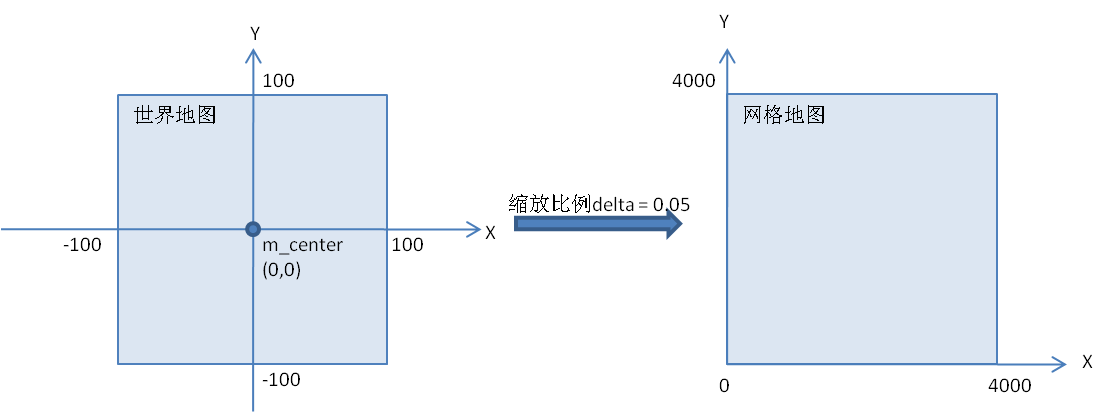 Y
100
世界地图
-100
100
X
m_center
(0,0)
-100
缩放比例delta = 0.05
Y
4000
网格地图
X
0
4000